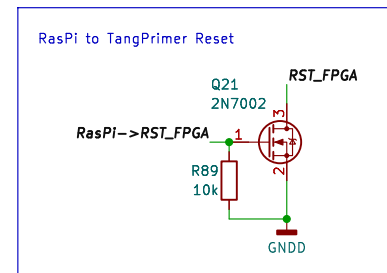 RasPi to TangPrimer Reset
RST_FPGA
Q21
2N7002
3
RasPi->RST_FPGA
1
R89
10k
2
GNDD